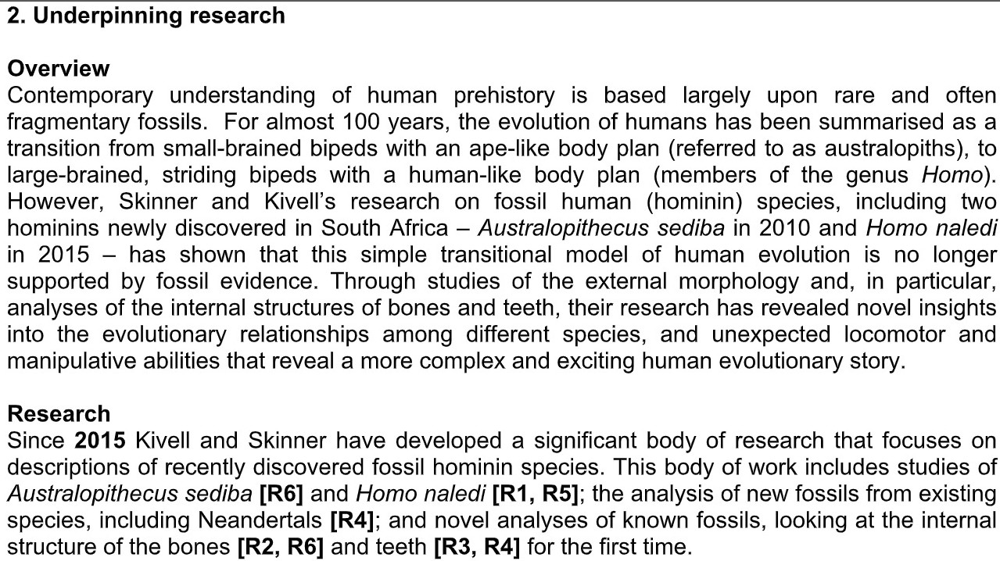 2. Underpinning research
Overview
Contemporary understanding of human prehistory is based largely upon rare and often
fragmentary fossils.  For almost 100 years, the evolution of humans has been summarised as a
transition from small-brained bipeds with an ape-like body plan (referred to as australopiths), to
large-brained, striding bipeds with a human-like body plan (members of the genus Homo).
However, Skinner and Kivell’s research on fossil human (hominin) species, including two
hominins newly discovered in South Africa – Australopithecus sediba in 2010 and Homo naledi
in 2015 – has shown that this simple transitional model of human evolution is no longer
supported by fossil evidence. Through studies of the external morphology and, in particular,
analyses of the internal structures of bones and teeth, their research has revealed novel insights
into the evolutionary relationships among different species, and unexpected locomotor and
manipulative abilities that reveal a more complex and exciting human evolutionary story.
Research
Since 2015 Kivell and Skinner have developed a significant body of research that focuses on
descriptions of recently discovered fossil hominin species. This body of work includes studies of
Australopithecus sediba [R6] and Homo naledi [R1, R5]; the analysis of new fossils from existing
species, including Neandertals [R4]; and novel analyses of known fossils, looking at the internal
structure of the bones [R2, R6] and teeth [R3, R4] for the first time.